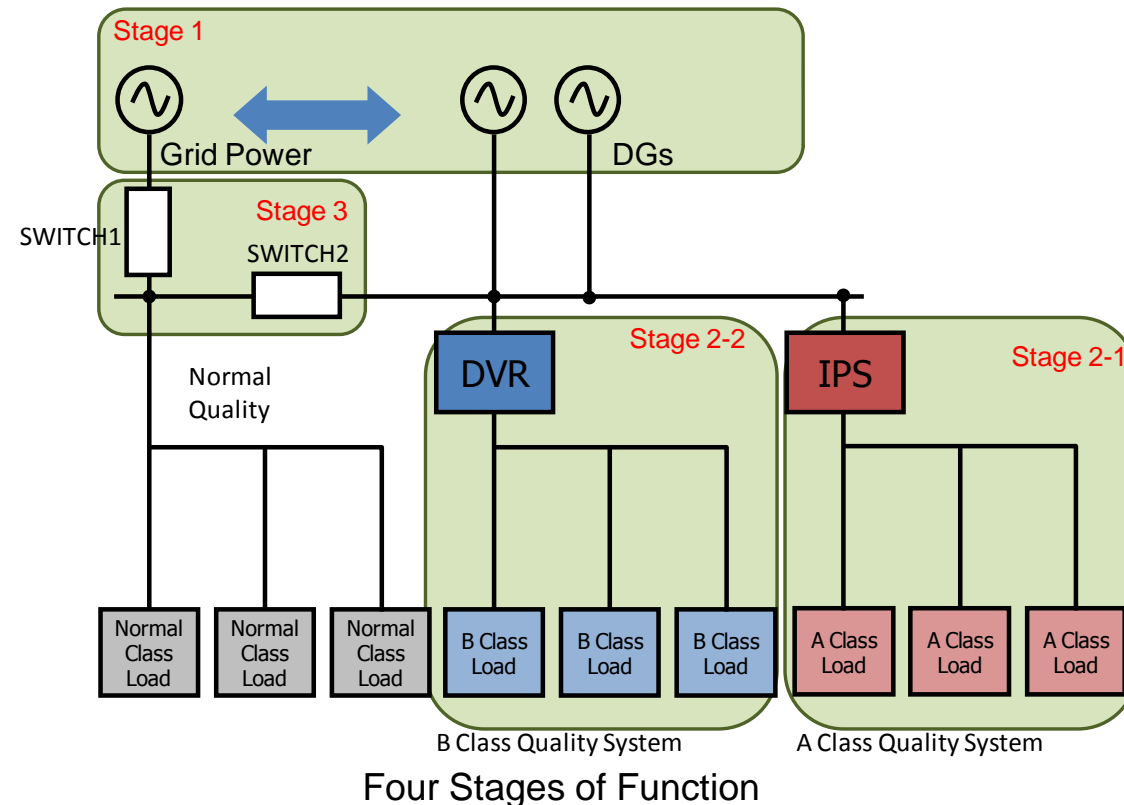 Stage 1
Grid Power
DGs
Stage 3
SWITCH1
SWITCH2
Stage 2-2
Stage 2-1
DVR
IPS
Normal
Quality
Normal
Class
Load
Normal
Class
Load
Normal
Class
Load
B Class
Load
B Class
Load
B Class
Load
A Class
Load
A Class
Load
A Class
Load
B Class Quality System
A Class Quality System
Four Stages of Function